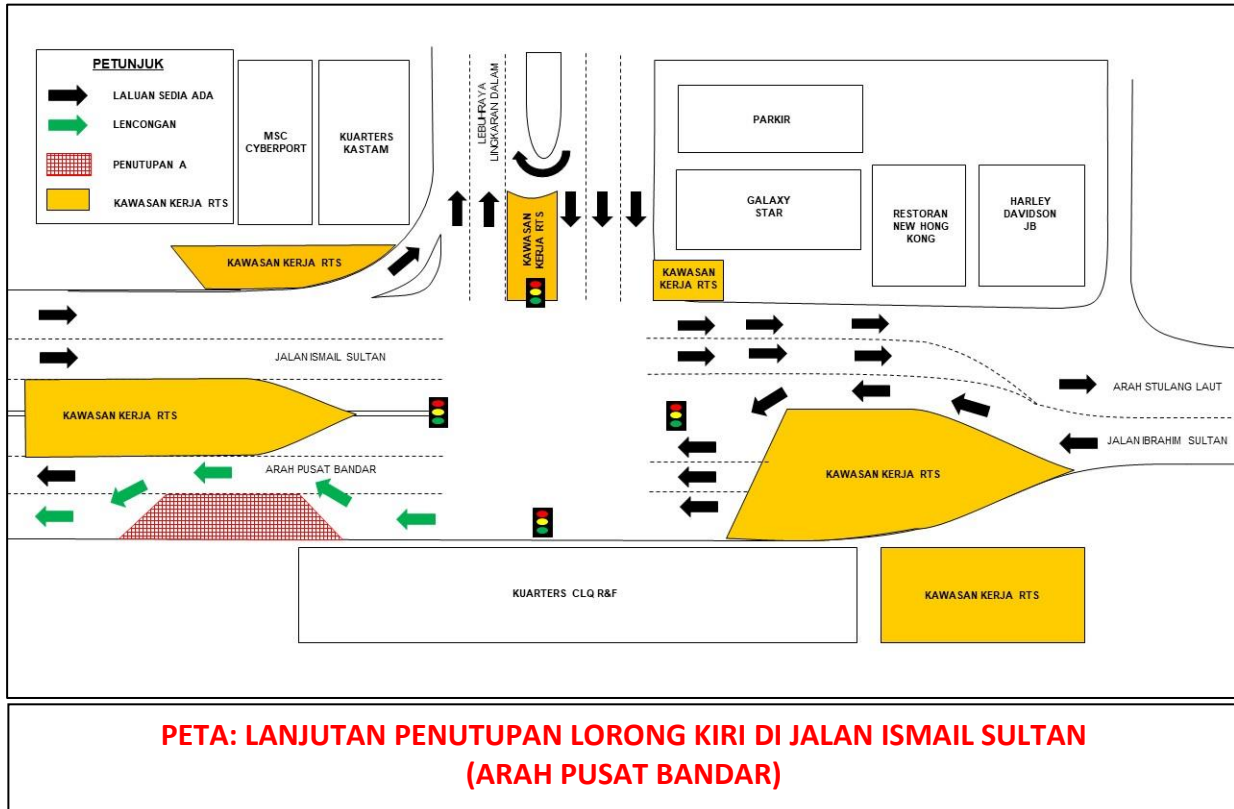 PETUNJUK
LALUAN SEDIA ADA
LENCONGAN
PENUTUPAN A
KAWASAN KERJA RTS
MSC
CYBERPORT
KUARTERS
KASTAM
LEBUHRAYA
LINGKARAN DALAM
PARKIR
GALAXY
STAR
RESTORAN
NEW HONG
KONG
HARLEY
DAVIDSON
JB
KAWASAN KERJA RTS
KAWASAN
KERJA RTS
KAWASAN
KERJA RTS
JALAN ISMAIL SULTAN
ARAH STULANG LAUT
KAWASAN KERJA RTS
JALAN IBRAHIM SULTAN
ARAH PUSAT BANDAR
KAWASAN KERJA RTS
KUARTERS CLQ R&F
KAWASAN KERJA RTS
PETA: LANJUTAN PENUTUPAN LORONG KIRI DI JALAN ISMAIL SULTAN
(ARAH PUSAT BANDAR)